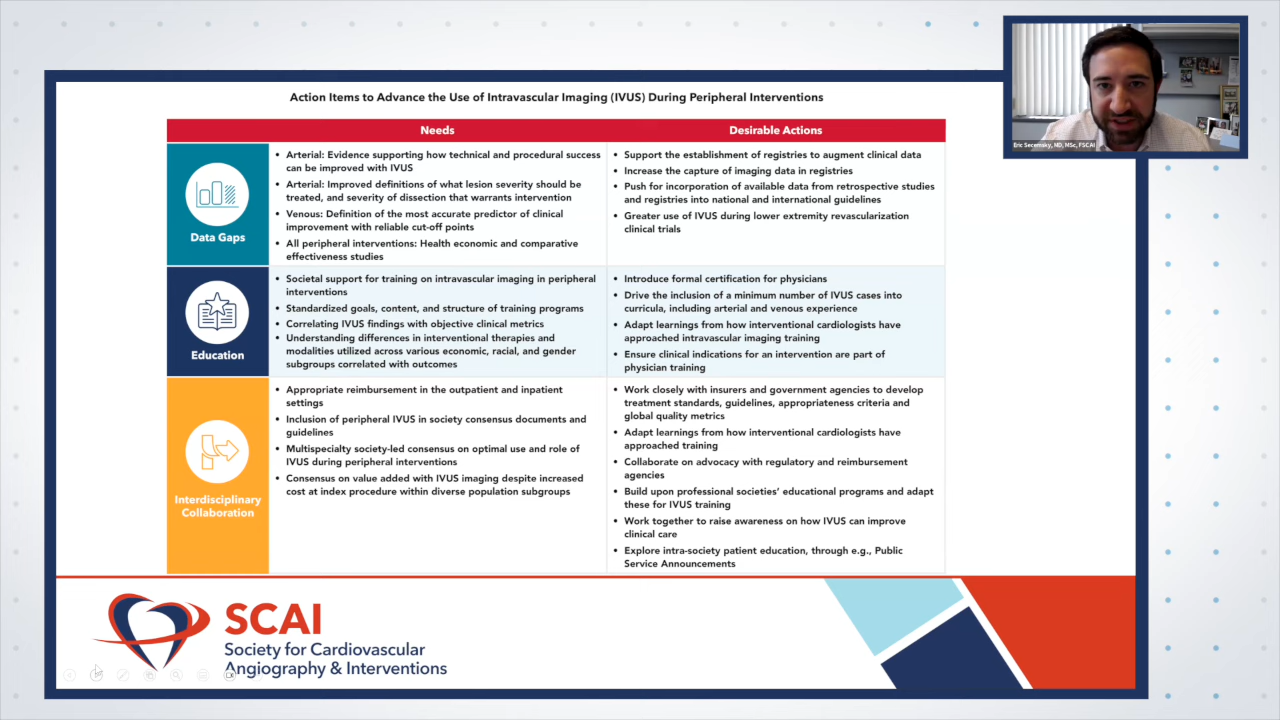 Action Items to Advance the Use of Intravascular Imaging (IVUS) During Peripheral Interventions
Needs
Desirable Actions
Data Gaps
• Arterial: Evidence supporting how technical and procedural success
can be improved with IVUS
• Arterial: Improved definitions of what lesion severity should be
treated, and severity of dissection that warrants intervention
• Venous: Definition of the most accurate predictor of clinical
improvement with reliable cut-off points
• All peripheral interventions: Health economic and comparative
effectiveness studies
• Support the establishment of registries to augment clinical data
• Increase the capture of imaging data in registries
• Push for incorporation of available data from retrospective studies
and registries into national and international guidelines
• Greater use of IVUS during lower extremity revascularization
clinical trials
Education
• Societal support for training on intravascular imaging in peripheral
interventions
• Standardized goals, content, and structure of training programs
• Correlating IVUS findings with objective clinical metrics
• Understanding differences in interventional therapies and
modalities utilized across various economic, racial, and gender
subgroups correlated with outcomes
• Introduce formal certification for physicians
• Drive the inclusion of a minimum number of IVUS cases into
curricula, including arterial and venous experience
• Adapt learnings from how interventional cardiologists have
approached intravascular imaging training
• Ensure clinical indications for an intervention are part of
physician training
Interdisciplinary
Collaboration
• Appropriate reimbursement in the outpatient and inpatient
settings
• Inclusion of peripheral IVUS in society consensus documents and
guidelines
• Multispecialty society-led consensus on optimal use and role of
IVUS during peripheral interventions
• Consensus on value added with IVUS imaging despite increased
cost at index procedure within diverse population subgroups
• Work closely with insurers and government agencies to develop
treatment standards, guidelines, appropriateness criteria and
global quality metrics
• Adapt learnings from how interventional cardiologists have
approached training
• Collaborate on advocacy with regulatory and reimbursement
agencies
• Build upon professional societies' educational programs and adapt
these for IVUS training
• Work together to raise awareness on how IVUS can improve
clinical care
• Explore intra-society patient education, through e.g., Public
Service Announcements
Eric Secemsky, MD, MSc, FSCAI
SCAI
Society for Cardiovascular
Angiography & Interventions